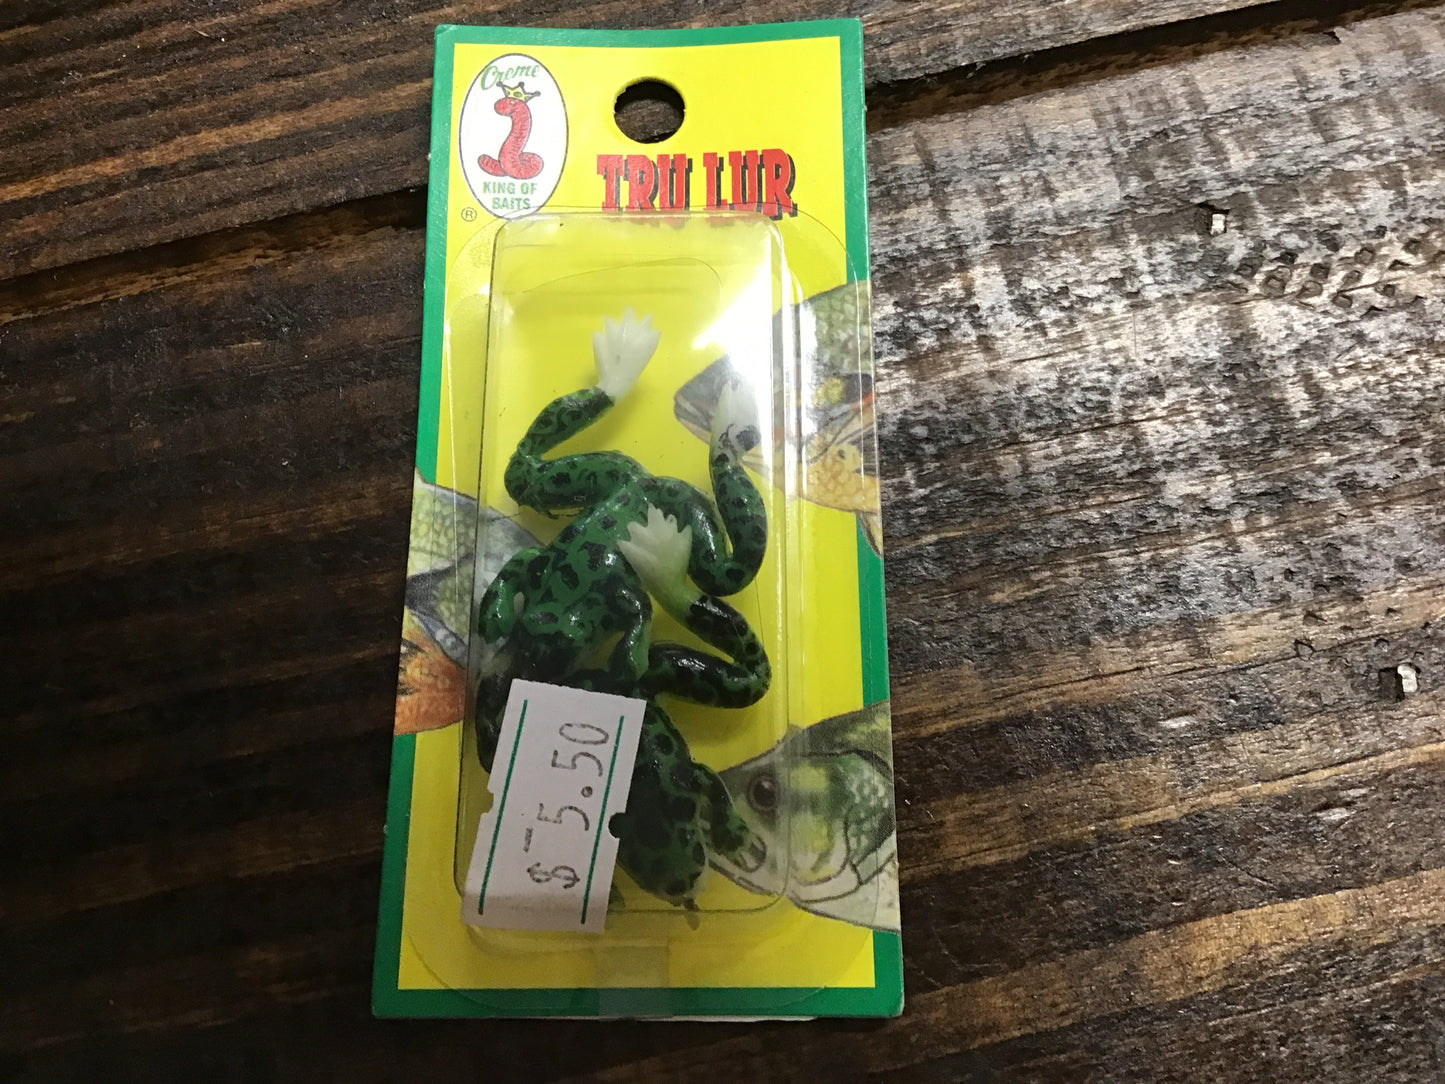 Creme
KING OF
BAITS
®
TRU LUR
$5.50